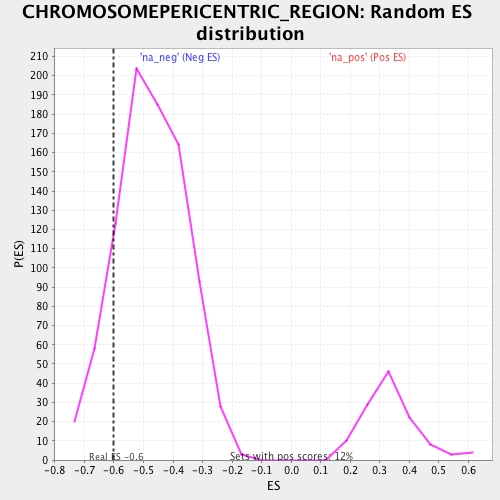 CHROMOSOMEPERICENTRIC_REGION: Random ES
distribution
'na_neg' (Neg ES)
'na_pos' (Pos ES)
P(ES)
210
200
190
180
170
160
150
140
130
120
110
100
90
80
70
60
50
40
30
20
10
0
Real ES -0.6
Sets with pos scores: 12%
-0.8 -0.7 -0.6 -0.5 -0.4 -0.3 -0.2 -0.1 0.0 0.1 0.2 0.3 0.4 0.5 0.6
ES